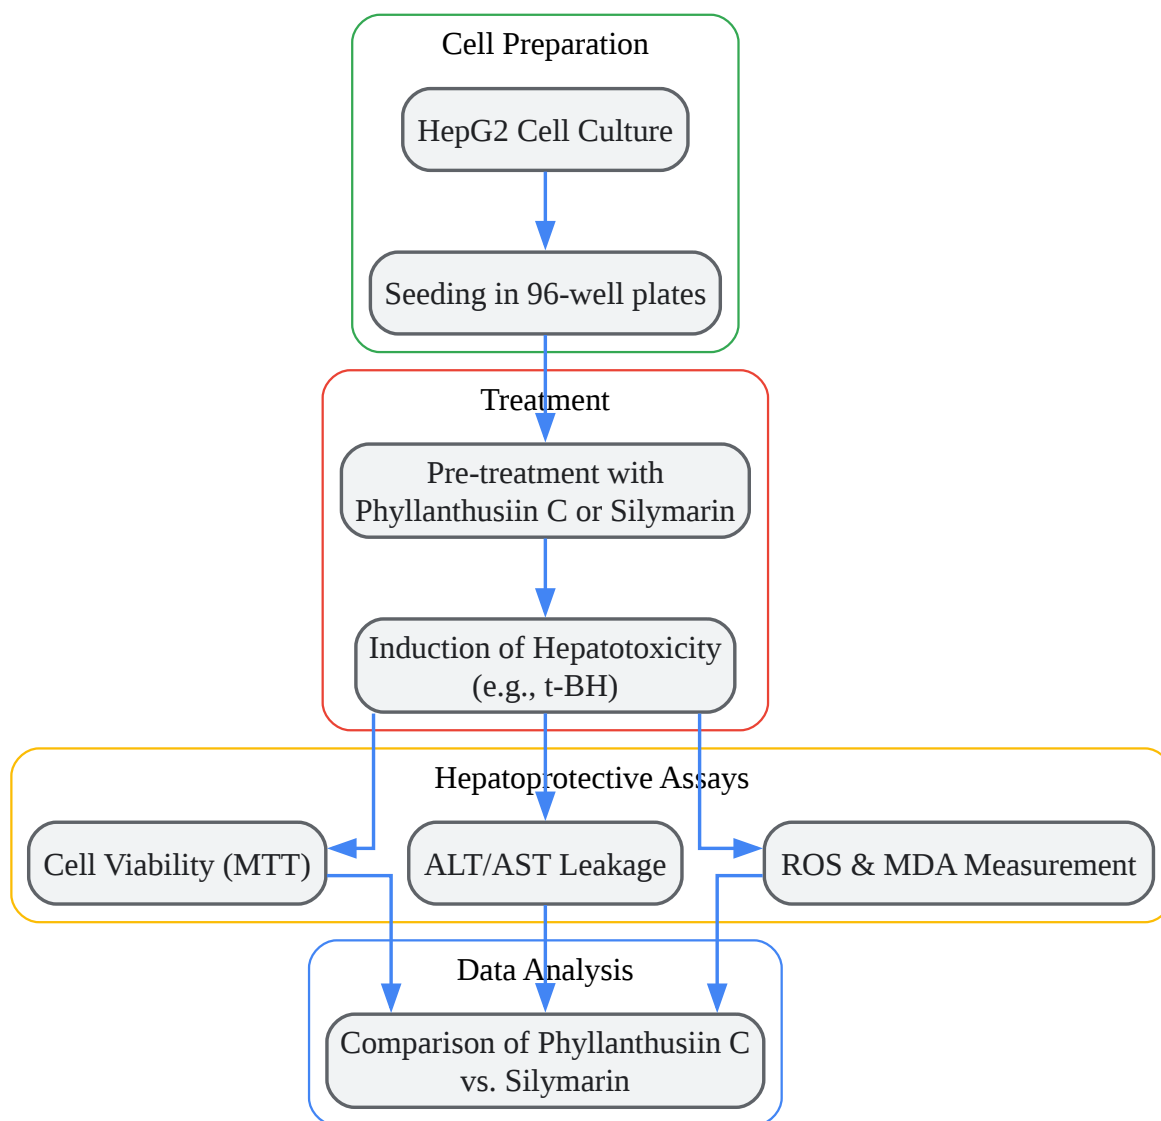 Cell Preparation
HepG2 Cell Culture
Seeding in 96-well plates
Treatment
Pre-treatment with
Phyllanthusiin C or Silymarin
Induction of Hepatotoxicity
(e.g., t-BH)
Hepatoprotective Assays
Cell Viability (MTT)
ALT/AST Leakage
ROS & MDA Measurement
Data Analysis
Comparison of Phyllanthusiin C
vs. Silymarin